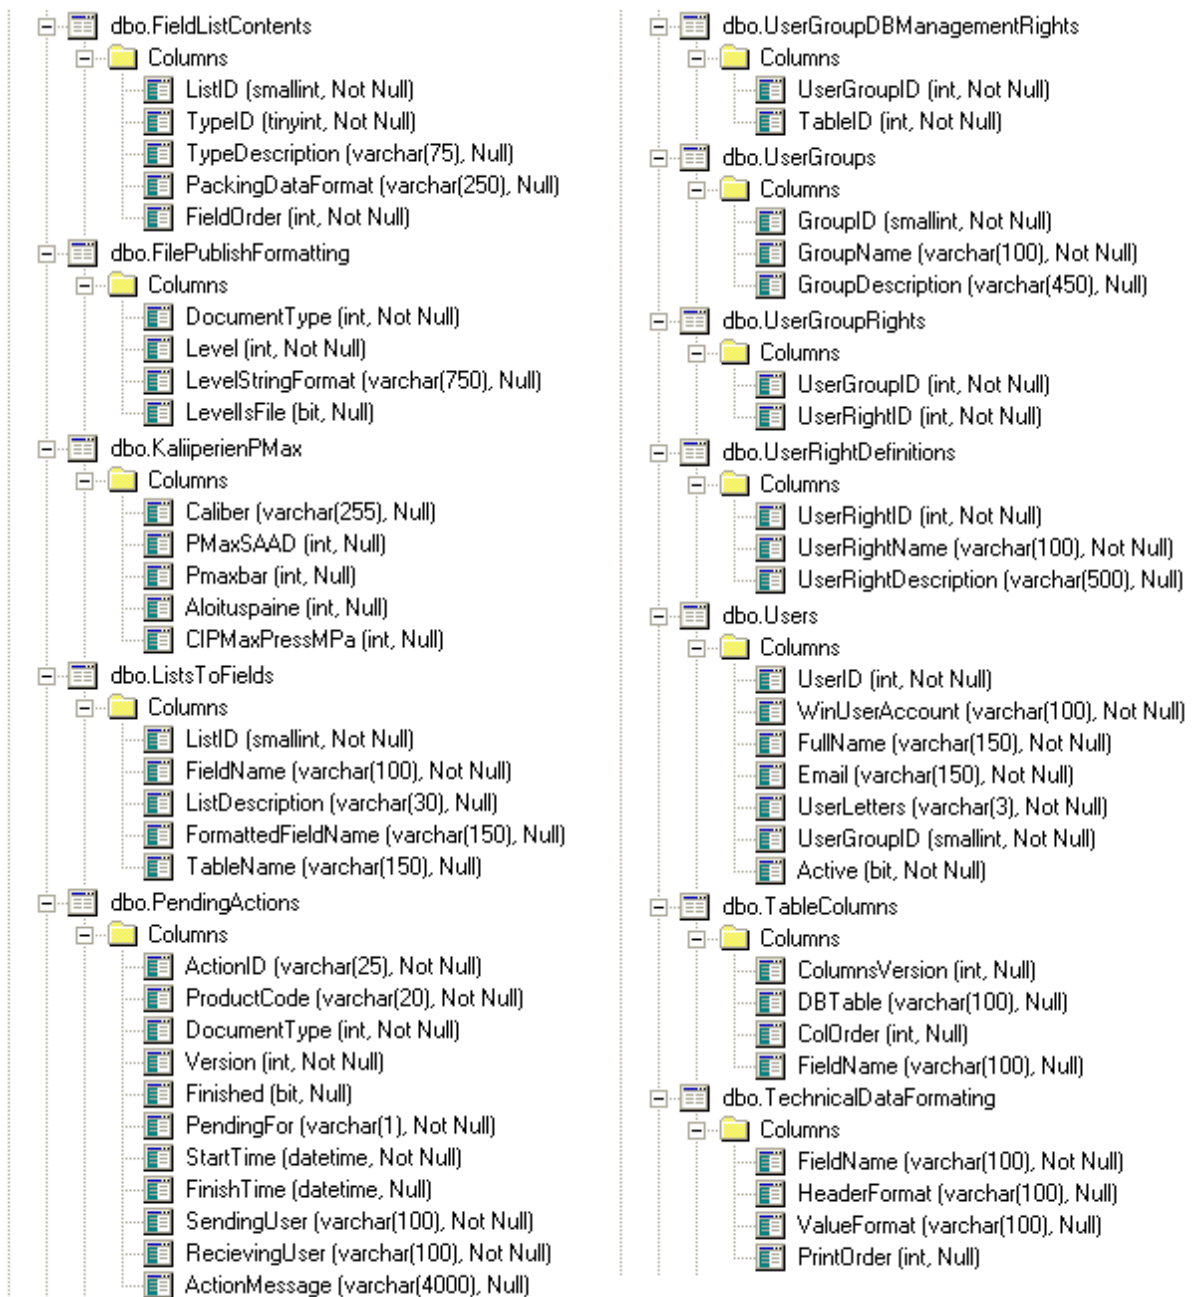 dbo.FieldListContents
Columns
ListID (smallint, Not Null)
TypeID (tinyint, Not Null)
TypeDescription (varchar(75), Null)
PackingDataFormat (varchar(250), Null)
FieldOrder (int, Not Null)
dbo.FilePublishFormatting
Columns
DocumentType (int, Not Null)
Level (int, Not Null)
LevelStringFormat (varchar(750), Null)
LevelIsFile (bit, Null)
dbo.KaliiperienPMax
Columns
Caliber (varchar(255), Null)
PMaxSAAD (int, Null)
Pmaxbar (int, Null)
Aloituspaine (int, Null)
CIPMaxPressMPa (int, Null)
dbo.ListsToFields
Columns
ListID (smallint, Not Null)
FieldName (varchar(100), Not Null)
ListDescription (varchar(30), Null)
FormattedFieldName (varchar(150), Null)
TableName (varchar(150), Null)
dbo.PendingActions
Columns
ActionID (varchar(25), Not Null)
ProductCode (varchar(20), Not Null)
DocumentType (int, Not Null)
Version (int, Not Null)
Finished (bit, Null)
PendingFor (varchar(1), Not Null)
StartTime (datetime, Not Null)
FinishTime (datetime, Null)
SendingUser (varchar(100), Not Null)
RecievingUser (varchar(100), Not Null)
ActionMessage (varchar(4000), Null)
dbo.UserGroupDBManagementRights
Columns
UserGroupID (int, Not Null)
TableID (int, Not Null)
dbo.UserGroups
Columns
GroupID (smallint, Not Null)
GroupName (varchar(100), Not Null)
GroupDescription (varchar(450), Null)
dbo.UserGroupRights
Columns
UserGroupID (int, Not Null)
UserRightID (int, Not Null)
dbo.UserRightDefinitions
Columns
UserRightID (int, Not Null)
UserRightName (varchar(100), Not Null)
UserRightDescription (varchar(500), Null)
dbo.Users
Columns
UserID (int, Not Null)
WinUserAccount (varchar(100), Not Null)
FullName (varchar(150), Not Null)
Email (varchar(150), Not Null)
UserLetters (varchar(3), Not Null)
UserGroupID (smallint, Not Null)
Active (bit, Not Null)
dbo.TableColumns
Columns
ColumnsVersion (int, Null)
DBTable (varchar(100), Null)
ColOrder (int, Null)
FieldName (varchar(100), Null)
dbo.TechnicalDataFormating
Columns
FieldName (varchar(100), Not Null)
HeaderFormat (varchar(100), Null)
ValueFormat (varchar(100), Null)
PrintOrder (int, Null)